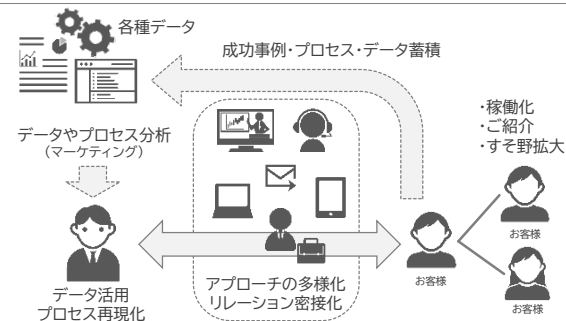 各種データ
成功事例・プロセス・データ蓄積
データやプロセス分析
(マーケティング)
データ活用
プロセス再現化
アプローチの多様化
リレーション密接化
お客様
・稼働化
・ご紹介
・すそ野拡大
お客様
お客様